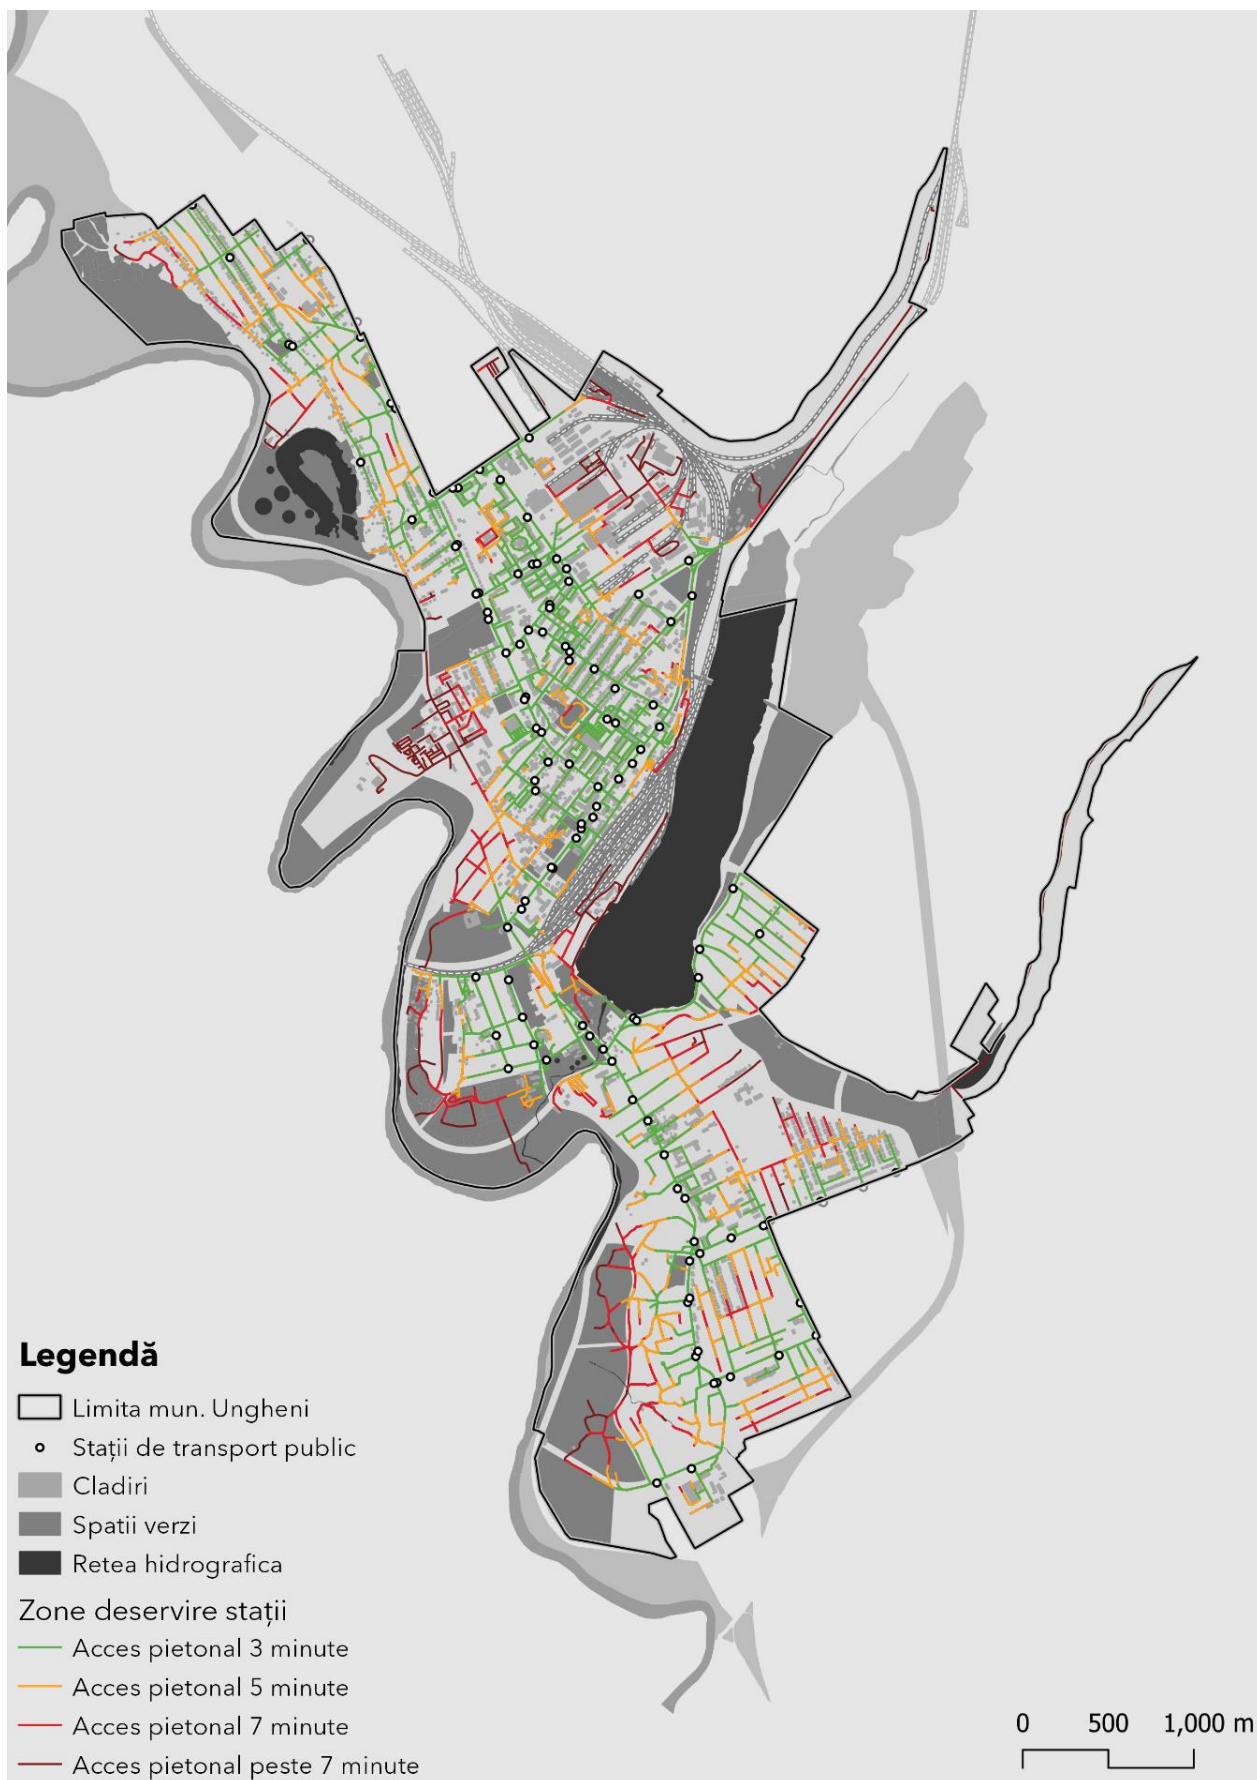 Legendă
Limita mun. Ungheni
Stații de transport public
Cladiri
Spatii verzi
Retea hidrografica
Zone deservire stații
Acces pietonal 3 minute
Acces pietonal 5 minute
Acces pietonal 7 minute
Acces pietonal peste 7 minute
0 500 1,000 m